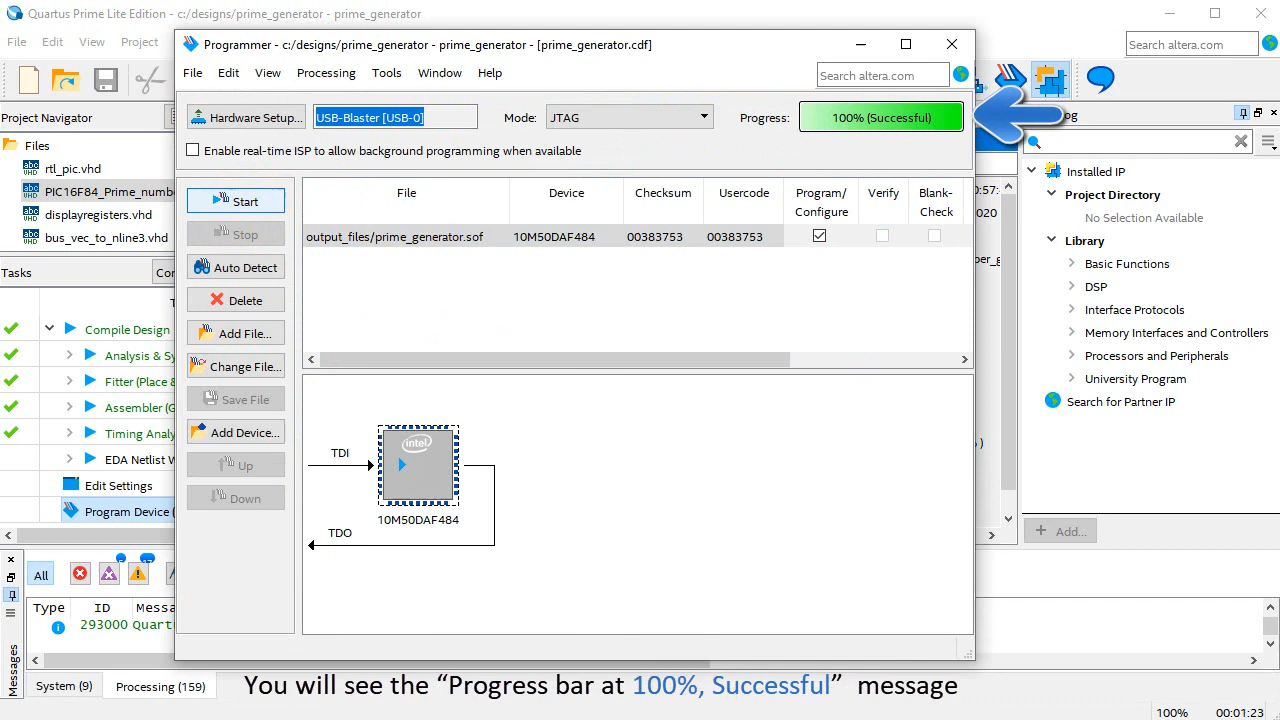 Quartus Prime Lite Edition - c:/designs/prime_generator - prime_generator
File Edit View Project
Search altera.com
Programmer - c:/designs/prime_generator - prime_generator - [prime_generator.cdf]
File Edit View Processing Tools Window Help
Search altera.com
Hardware Setup...
USB-Blaster [USB-0]
Mode:
JTAG
Progress:
100% (Successful)
Enable real-time ISP to allow background programming when available
Project Navigator
Files
rtl_pic.vhd
PIC16F84_Prime_numb
displayregisters.vhd
bus_vec_to_nline3.vhd
Tasks
Compile Design
Analysis & Sy
Fitter (Place &
Assembler (G
Timing Analy
EDA Netlist W
Edit Settings
Program Device (
Start
Stop
Auto Detect
Delete
Add File...
Change File...
Save File
Add Device...
Up
Down
File Device Checksum Usercode Program/ Configure Verify Blank- Check
output_files/prime_generator.sof 10M50DAF484 00383753 00383753
TDI
intel
10M50DAF484
TDO
:57:
2020
Installed IP
Project Directory
No Selection Available
Library
Basic Functions
DSP
Interface Protocols
Memory Interfaces and Controllers
Processors and Peripherals
University Program
Search for Partner IP
Add...
All
Type ID Messa
293000 Quart
Messages
System (9) Processing (159)
You will see the “Progress bar at 100%, Successful” message
100% 00:01:23